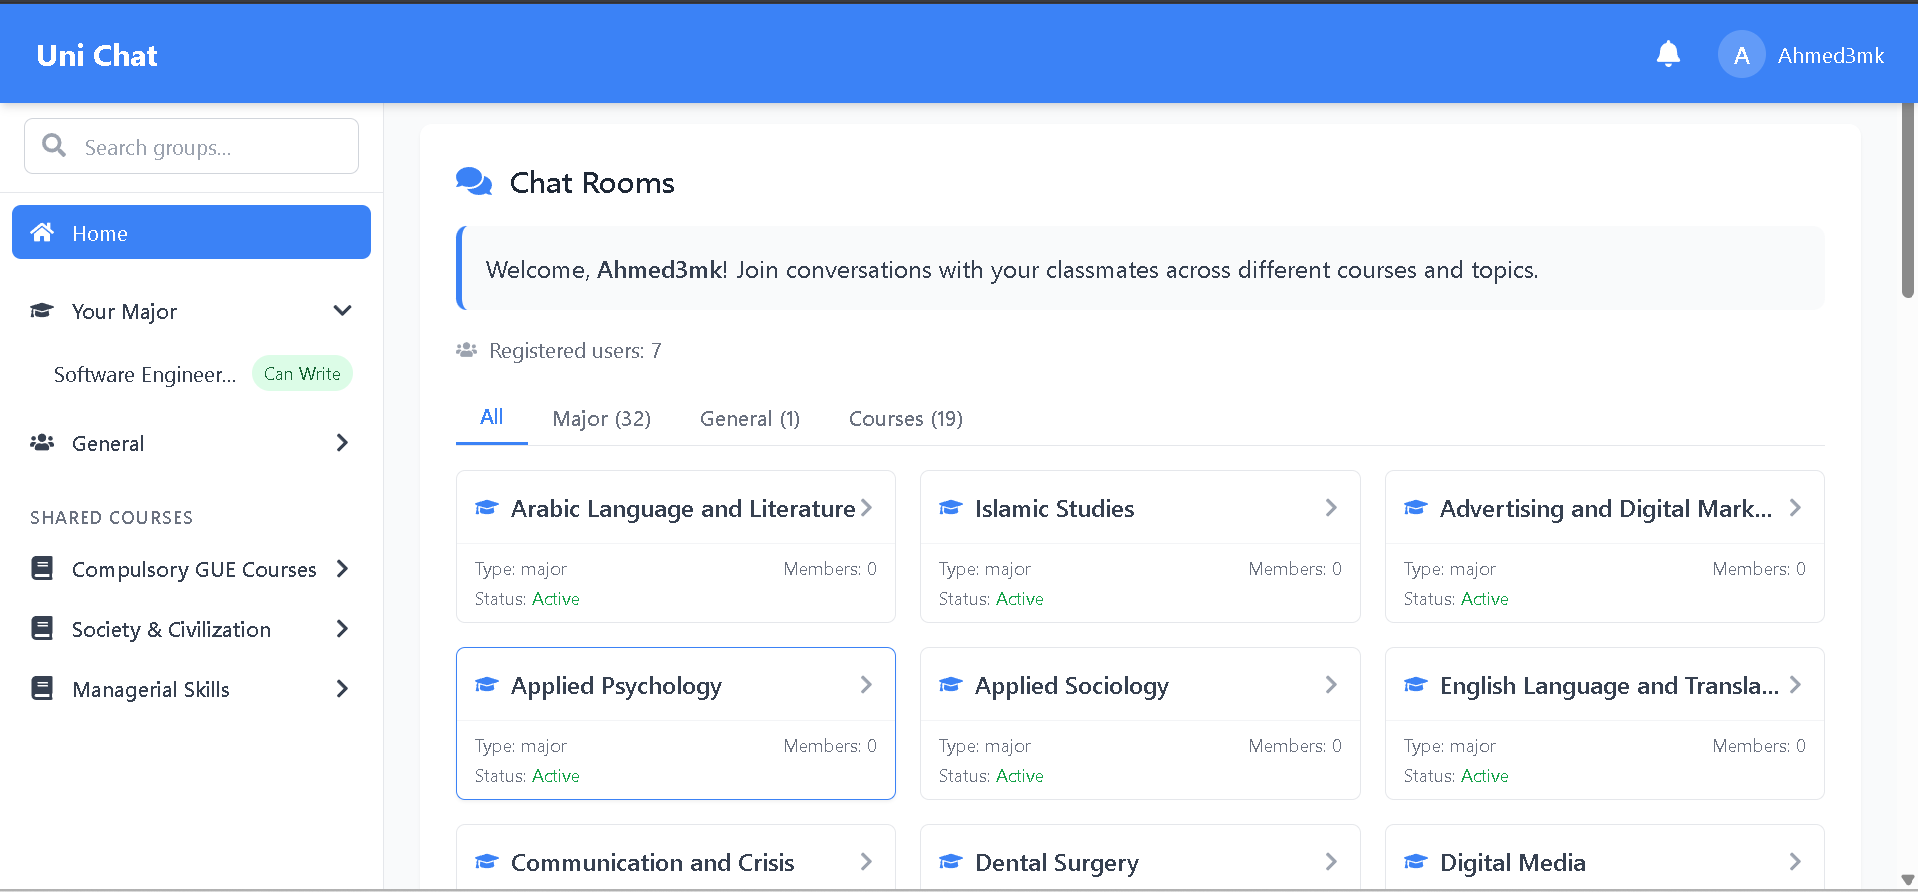 Uni Chat
A
Ahmed3mk
Search groups...
Home
Your Major
Software Engineer...
Can Write
General
SHARED COURSES
Compulsory GUE Courses
Society & Civilization
Managerial Skills
Chat Rooms
Welcome, Ahmed3mk! Join conversations with your classmates across different courses and topics.
Registered users: 7
All
Major (32)
General (1)
Courses (19)
Arabic Language and Literature
Type: major
Members: 0
Status: Active
Islamic Studies
Type: major
Members: 0
Status: Active
Advertising and Digital Mark...
Type: major
Members: 0
Status: Active
Applied Psychology
Type: major
Members: 0
Status: Active
Applied Sociology
Type: major
Members: 0
Status: Active
English Language and Transla...
Type: major
Members: 0
Status: Active
Communication and Crisis
Dental Surgery
Digital Media